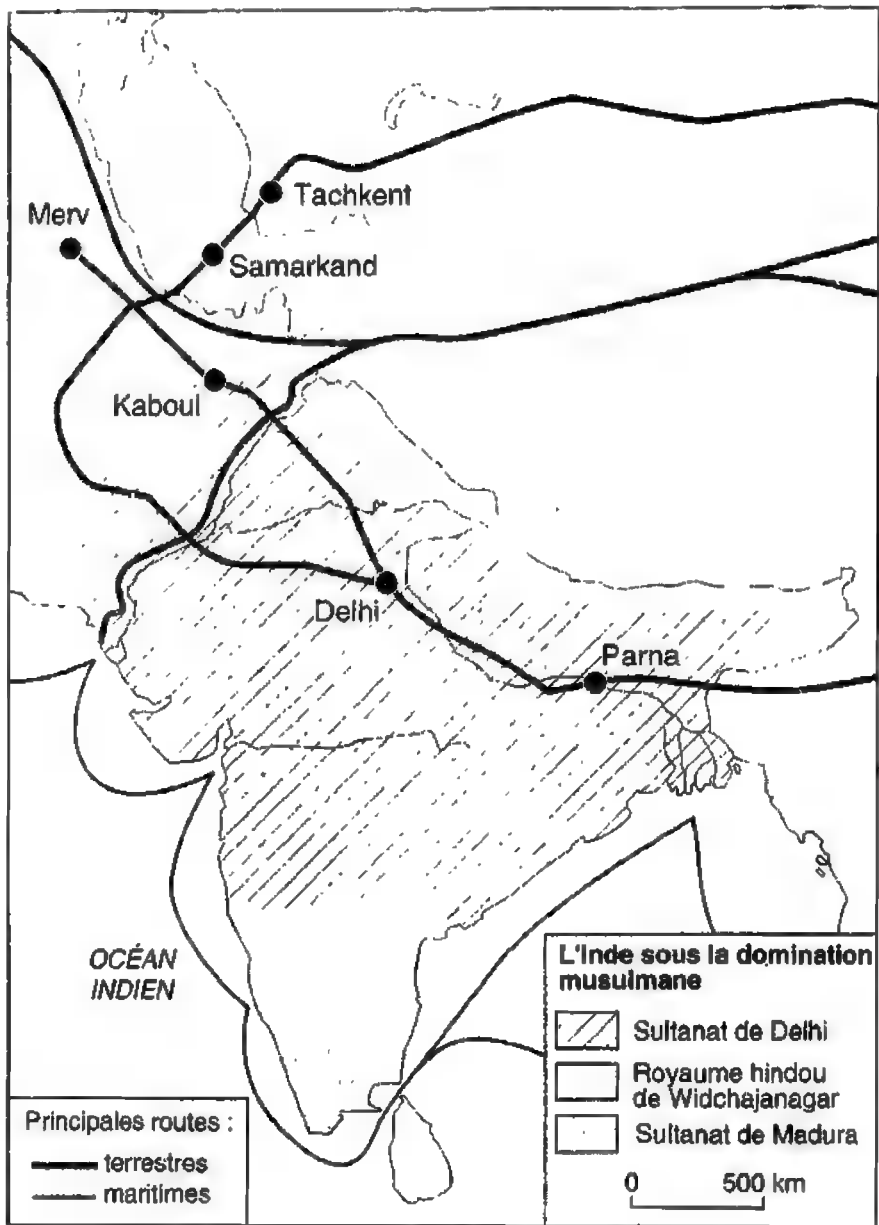 Tachkent
Merv
Samarkand
Kaboul
Delhi
Parna
OCÉAN
INDIEN
L'Inde sous la domination
musulmane
Sultanat de Delhi
Royaume hindou
de Widchajanagar
Sultanat de Madura
0 500 km
Principales routes :
terrestres
maritimes